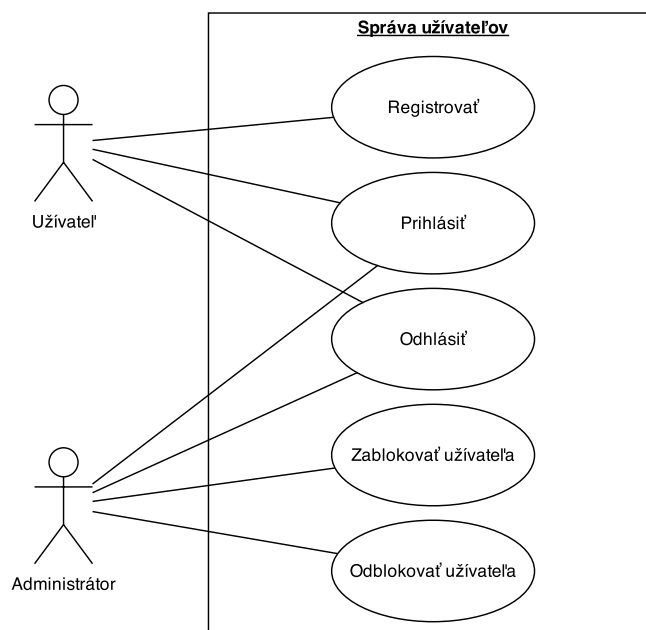 Správa užívateľov
Registrovať
Prihlásiť
Užívateľ
Odhlásiť
Zablokovať užívateľa
Odblokovať užívateľa
Administrátor